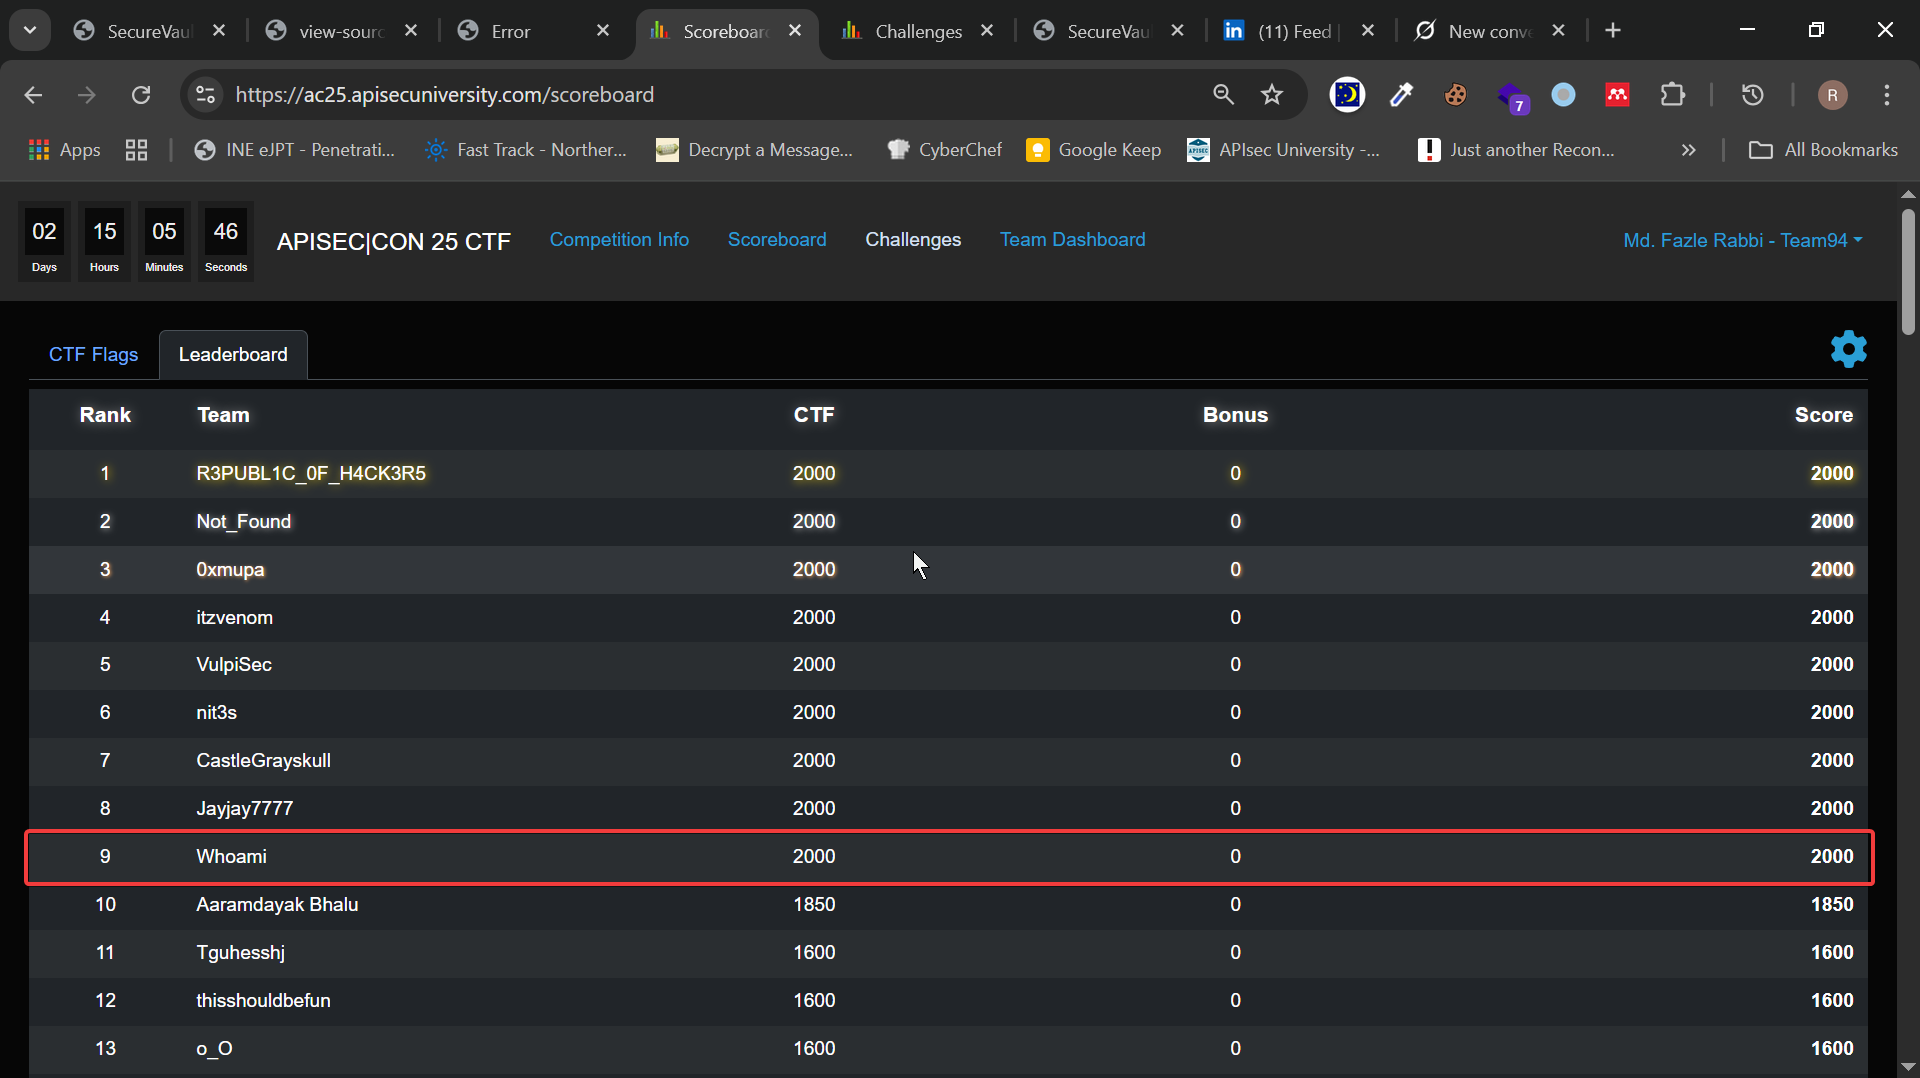 SecureVau
view-sourc
Error
Scoreboar
Challenges
SecureVau
(11) Feed |
New conve
https://ac25.apisecuniversity.com/scoreboard
7
R
Apps
INE eJPT - Penetrati...
Fast Track - Norther...
Decrypt a Message...
CyberChef
Google Keep
APIsec University -...
Just another Recon...
All Bookmarks
02 Days
15 Hours
05 Minutes
46 Seconds
APISEC|CON 25 CTF
Competition Info
Scoreboard
Challenges
Team Dashboard
Md. Fazle Rabbi - Team94
CTF Flags
Leaderboard
Rank Team CTF Bonus Score
1 R3PUBL1C_0F_H4CK3R5 2000 0 2000
2 Not_Found 2000 0 2000
3 0xmupa 2000 0 2000
4 itzvenom 2000 0 2000
5 VulpiSec 2000 0 2000
6 nit3s 2000 0 2000
7 CastleGrayskull 2000 0 2000
8 Jayjay7777 2000 0 2000
9 Whoami 2000 0 2000
10 Aaramdayak Bhalu 1850 0 1850
11 Tguhesshj 1600 0 1600
12 thisshouldbefun 1600 0 1600
13 o_O 1600 0 1600